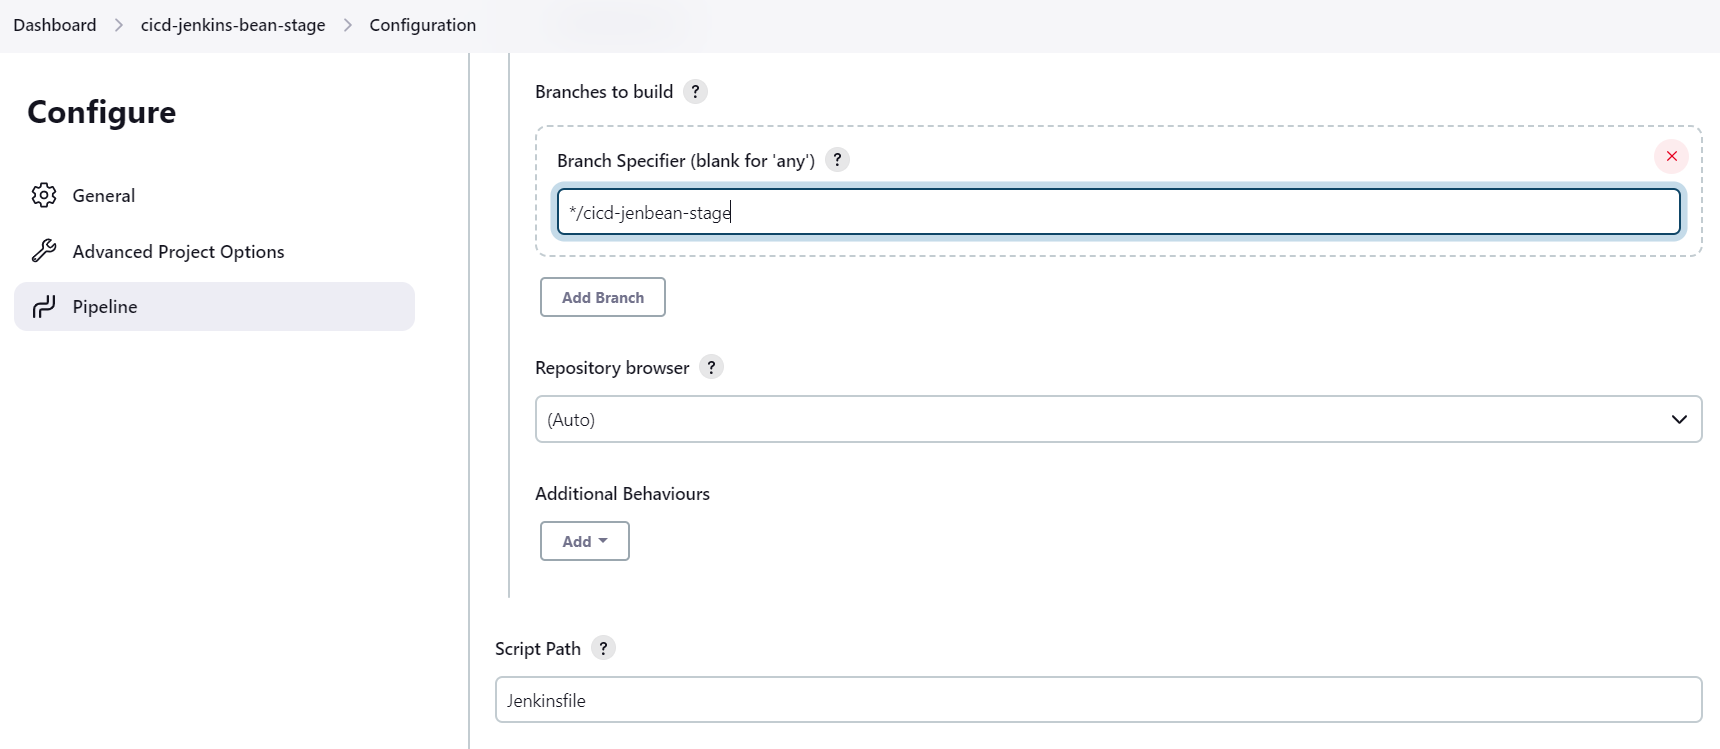 Dashboard > cicd-jenkins-bean-stage > Configuration
Configure
General
Advanced Project Options
Pipeline
Branches to build ?
Branch Specifier (blank for 'any') ?
*/cicd-jenbean-stage
Add Branch
Repository browser ?
(Auto)
Additional Behaviours
Add
Script Path ?
Jenkinsfile